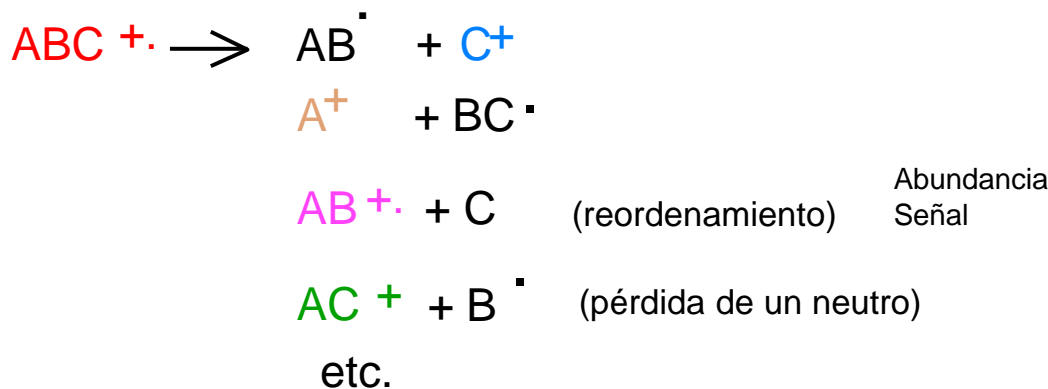 ABC +. → AB· + C+
A+ + BC·
AB +. + C (reordenamiento)
Abundancia
Señal
AC + + B · (pérdida de un neutro)
etc.